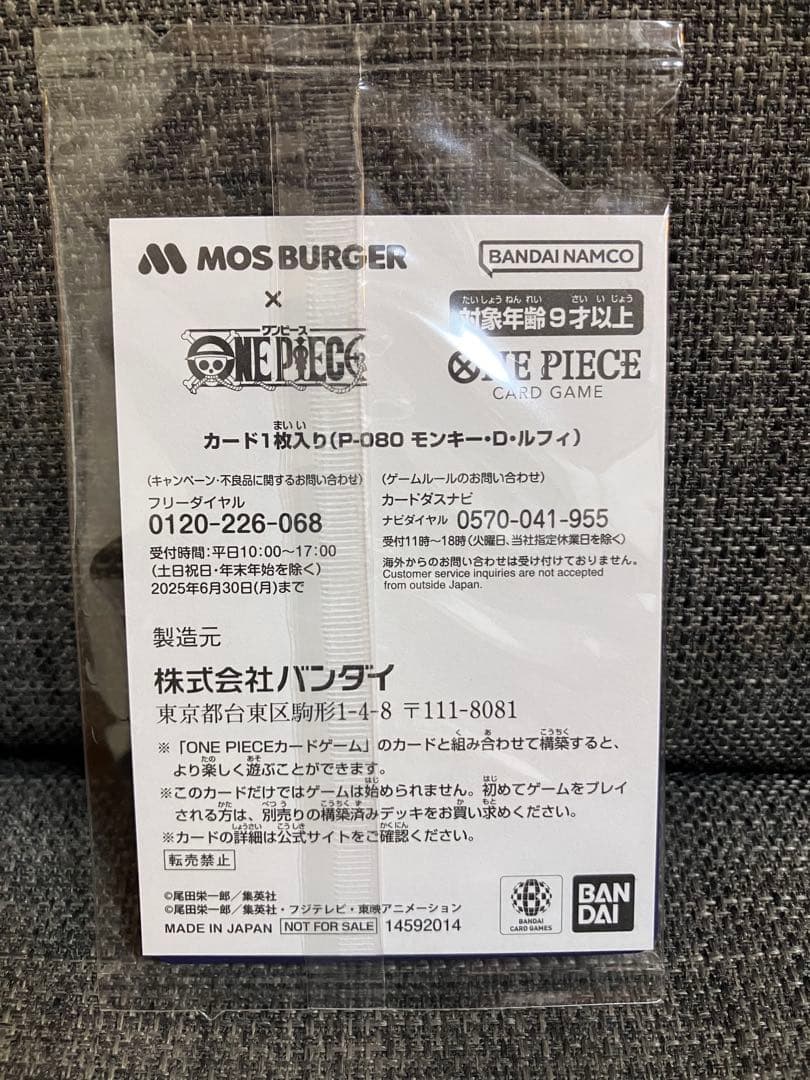 MOS BURGER
×
ワンピース
ONE PIECE
BANDAI NAMCO
たいしょうねんれい さいいじょう
対象年齢9才以上
ONE PIECE
CARD GAME
まいい
カード1枚入り(P-080 モンキー・D・ルフィ)
(キャンペーン・不良品に関するお問い合わせ)
フリーダイヤル
0120-226-068
受付時間:平日10:00〜17:00
(土日祝日・年末年始を除く)
2025年6月30日(月)まで
(ゲームルールのお問い合わせ)
カードダスナビ
ナビダイヤル 0570-041-955
受付11時〜18時(火曜日、当社指定休業日を除く)
海外からのお問い合わせは受け付けておりません。
Customer service inquiries are not accepted
from outside Japan.
製造元
株式会社バンダイ
東京都台東区駒形1-4-8 〒111-8081
く あ こうちく
※「ONE PIECEカードゲーム」のカードと組み合わせて構築すると、
たの あそ
より楽しく遊ぶことができます。
はじ はじ
※このカードだけではゲームは始められません。初めてゲームをプレイ
かた べつう こうちくず か もと
される方は、別売りの構築済みデッキをお買い求めください。
しょうさい こうしき かくにん
※カードの詳細は公式サイトをご確認ください。
転売禁止
©尾田栄一郎/集英社
©尾田栄一郎/集英社・フジテレビ・東映アニメーション
MADE IN JAPAN NOT FOR SALE 14592014
BANDAI
CARD GAMES
BAN
DAI